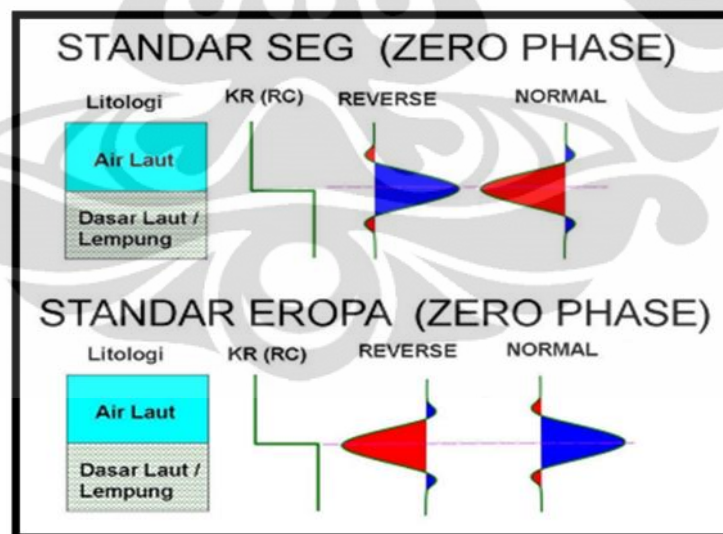 STANDAR SEG (ZERO PHASE)
Litologi KR (RC) REVERSE NORMAL
Air Laut
Dasar Laut /
Lempung
STANDAR EROPA (ZERO PHASE)
Litologi KR (RC) REVERSE NORMAL
Air Laut
Dasar Laut /
Lempung